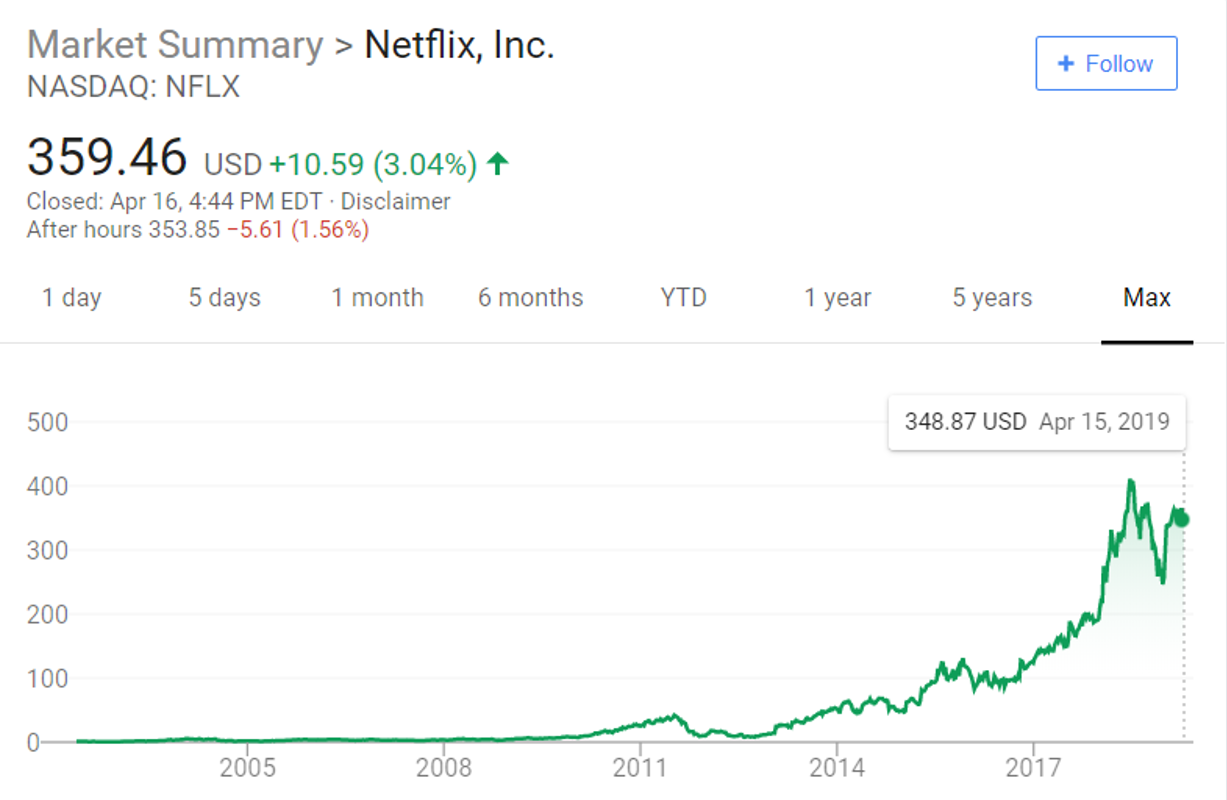 Market Summary > Netflix, Inc.
NASDAQ: NFLX
+ Follow
359.46 USD +10.59 (3.04%) ↑
Closed: Apr 16, 4:44 PM EDT · Disclaimer
After hours 353.85 −5.61 (1.56%)
1 day 5 days 1 month 6 months YTD 1 year 5 years Max
348.87 USD Apr 15, 2019
500
400
300
200
100
0
2005 2008 2011 2014 2017